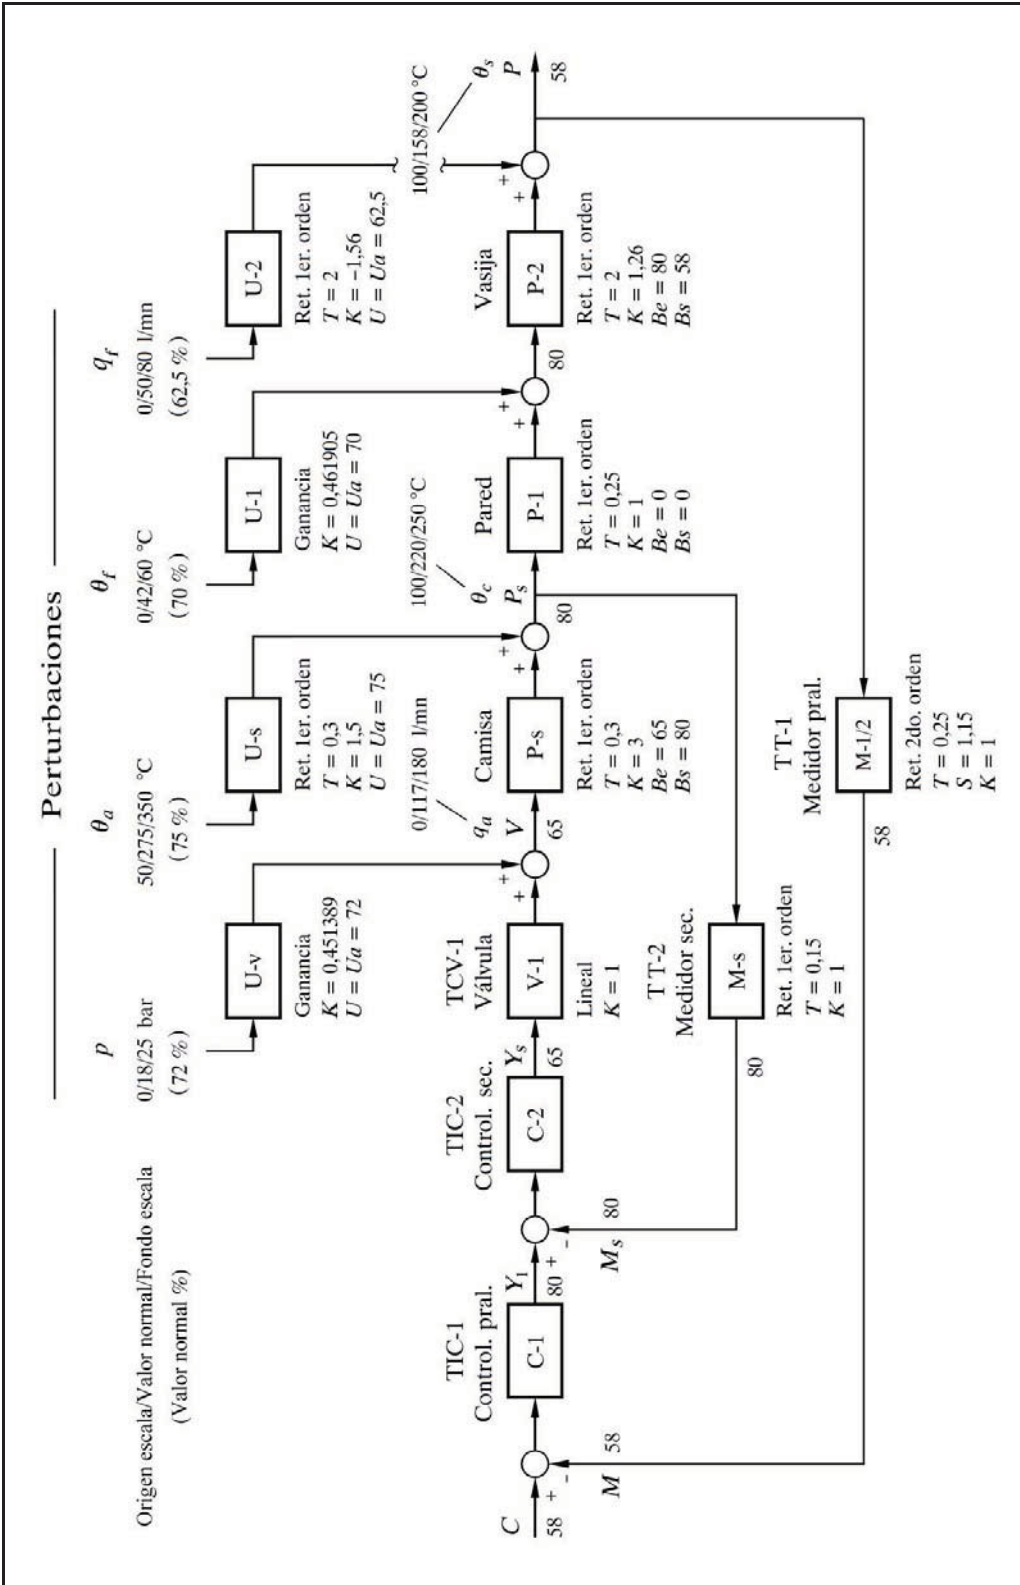 Perturbaciones
Origen escala/Valor normal/Fondo escala
(Valor normal %)
p
0/18/25 bar
(72 %)
θa
50/275/350 °C
(75 %)
θf
0/42/60 °C
(70 %)
qf
0/50/80 l/mn
(62,5 %)
U-v
Ganancia
K = 0,451389
U = Ua = 72
U-s
Ret. 1er. orden
T = 0,3
K = 1,5
U = Ua = 75
U-1
Ganancia
K = 0,461905
U = Ua = 70
U-2
Ret. 1er. orden
T = 2
K = −1,56
U = Ua = 62,5
0/117/180 l/mn
qa
100/220/250 °C
θc
100/158/200 °C
θs
C
58
+
-
TIC-1
Control. pral.
C-1
Y1
80
+
-
TIC-2
Control. sec.
C-2
Ys
65
TCV-1
Válvula
V-1
Lineal
K = 1
+
+
V
65
Camisa
P-s
Ret. 1er. orden
T = 0,3
K = 3
Be = 65
Bs = 80
+
+
Ps
80
Pared
P-1
Ret. 1er. orden
T = 0,25
K = 1
Be = 0
Bs = 0
+
+
80
Vasija
P-2
Ret. 1er. orden
T = 2
K = 1,26
Be = 80
Bs = 58
+
+
P
58
Ms
80
80
TT-2
Medidor sec.
M-s
Ret. 1er. orden
T = 0,15
K = 1
M
58
58
TT-1
Medidor pral.
M-1/2
Ret. 2do. orden
T = 0,25
S = 1,15
K = 1